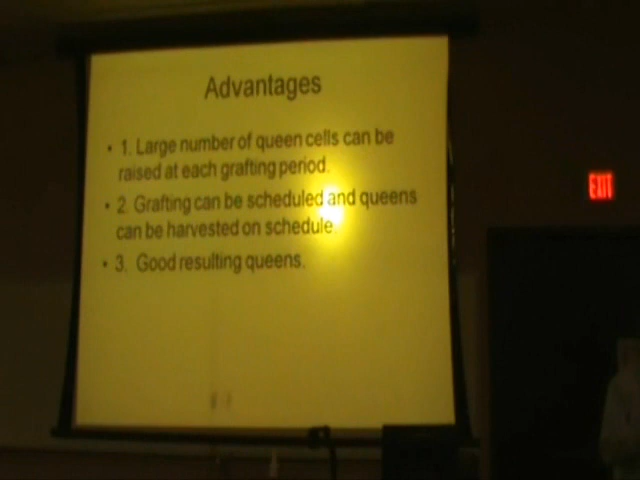 Advantages
• 1. Large number of queen cells can be
raised at each grafting period.
• 2. Grafting can be scheduled and queens
can be harvested on schedule
• 3. Good resulting queens.
EXIT